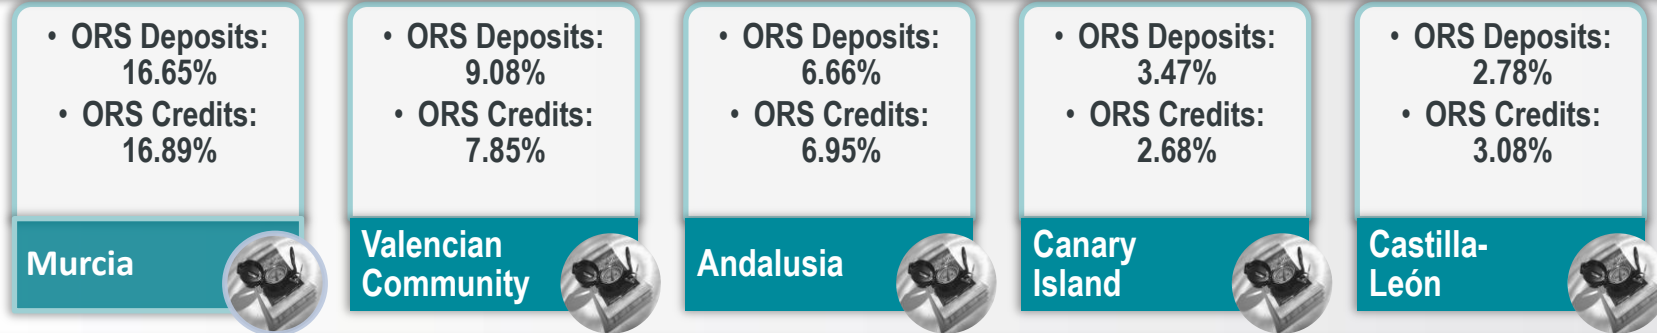 • ORS Deposits:
16.65%
• ORS Credits:
16.89%
Murcia
• ORS Deposits:
9.08%
• ORS Credits:
7.85%
Valencian
Community
• ORS Deposits:
6.66%
• ORS Credits:
6.95%
Andalusia
• ORS Deposits:
3.47%
• ORS Credits:
2.68%
Canary
Island
• ORS Deposits:
2.78%
• ORS Credits:
3.08%
Castilla-
León